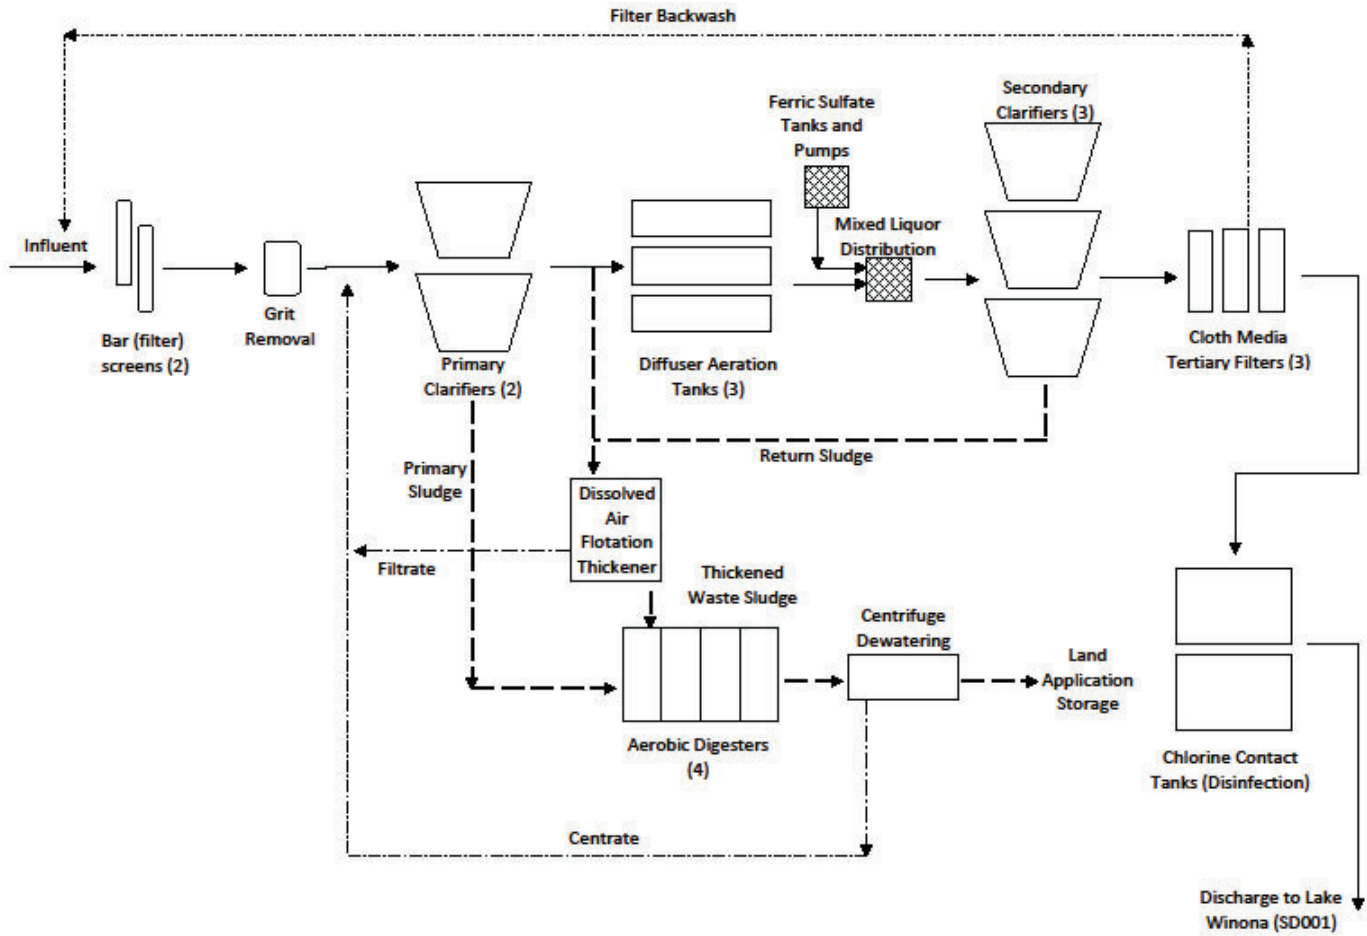 Filter Backwash
Secondary
Clarifiers (3)
Ferric Sulfate
Tanks and
Pumps
Mixed Liquor
Distribution
Influent
Grit
Removal
Bar (filter)
screens (2)
Primary
Clarifiers (2)
Diffuser Aeration
Tanks (3)
Cloth Media
Tertiary Filters (3)
Return Sludge
Primary
Sludge
Dissolved
Air
Flotation
Thickener
Filtrate
Thickened
Waste Sludge
Centrifuge
Dewatering
Land
Application
Storage
Aerobic Digesters
(4)
Chlorine Contact
Tanks (Disinfection)
Centrate
Discharge to Lake
Winona (SD001)